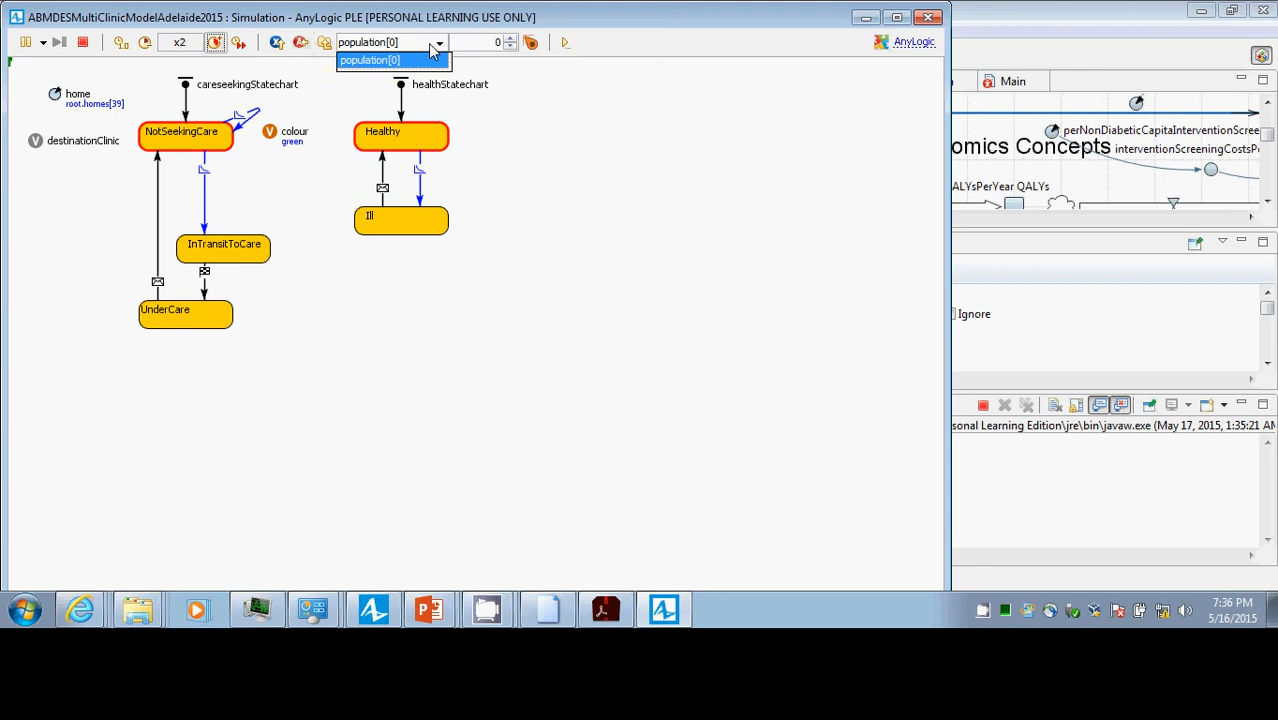 ABMDESMultiClinicModelAdelaide2015 : Simulation - AnyLogic PLE [PERSONAL LEARNING USE ONLY]
x2
population[0]
0
AnyLogic
population[0]
careseekingStatechart
healthStatechart
home
root.homes[39]
NotSeekingCare
colour
green
Healthy
destinationClinic
Ill
InTransitToCare
UnderCare
Main
perNonDiabeticCapitaInterventionScree
omics Concepts
interventionScreeningCostsP
ALYsPerYear
QALYs
Ignore
sonal Learning Edition\jre\bin\javaw.exe (May 17, 2015, 1:35:21 AM
7:36 PM
5/16/2015